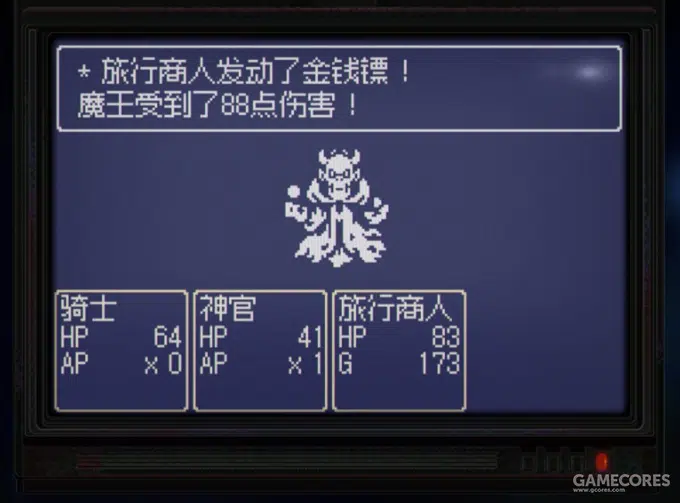 * 旅行商人发动了金钱镖！
魔王受到了88点伤害！
骑士
HP 64
AP x 0
神官
HP 41
AP x 1
旅行商人
HP 83
G 173
GAMECORES
www.gcores.com